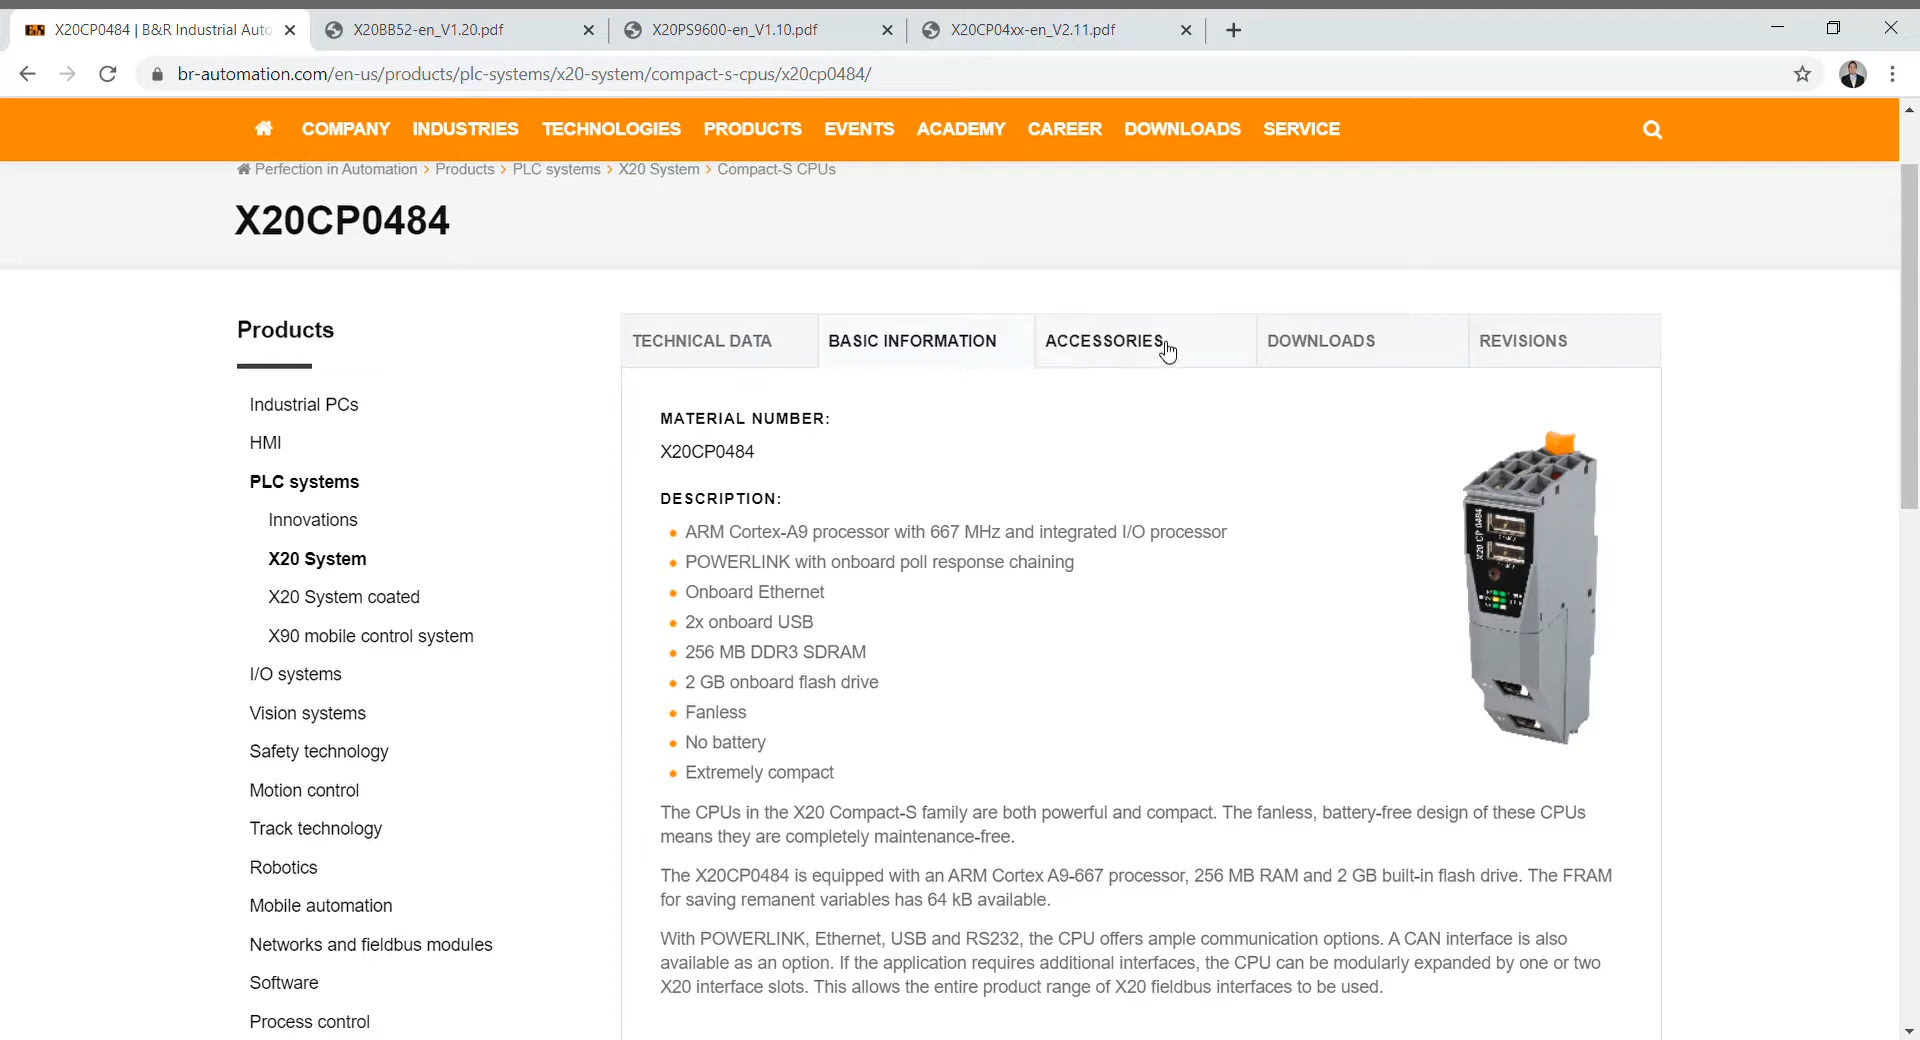 X20CP0484 | B&R Industrial Auto
X20BB52-en_V1.20.pdf
X20PS9600-en_V1.10.pdf
X20CP04xx-en_V2.11.pdf
br-automation.com/en-us/products/plc-systems/x20-system/compact-s-cpus/x20cp0484/
COMPANY INDUSTRIES TECHNOLOGIES PRODUCTS EVENTS ACADEMY CAREER DOWNLOADS SERVICE
Perfection in Automation > Products > PLC systems > X20 System > Compact-S CPUs
X20CP0484
Products
Industrial PCs
HMI
PLC systems
Innovations
X20 System
X20 System coated
X90 mobile control system
I/O systems
Vision systems
Safety technology
Motion control
Track technology
Robotics
Mobile automation
Networks and fieldbus modules
Software
Process control
TECHNICAL DATA BASIC INFORMATION ACCESSORIES DOWNLOADS REVISIONS
MATERIAL NUMBER:
X20CP0484
DESCRIPTION:
ARM Cortex-A9 processor with 667 MHz and integrated I/O processor
POWERLINK with onboard poll response chaining
Onboard Ethernet
2x onboard USB
256 MB DDR3 SDRAM
2 GB onboard flash drive
Fanless
No battery
Extremely compact
The CPUs in the X20 Compact-S family are both powerful and compact. The fanless, battery-free design of these CPUs
means they are completely maintenance-free.
The X20CP0484 is equipped with an ARM Cortex A9-667 processor, 256 MB RAM and 2 GB built-in flash drive. The FRAM
for saving remanent variables has 64 kB available.
With POWERLINK, Ethernet, USB and RS232, the CPU offers ample communication options. A CAN interface is also
available as an option. If the application requires additional interfaces, the CPU can be modularly expanded by one or two
X20 interface slots. This allows the entire product range of X20 fieldbus interfaces to be used.
X20 CP 0484